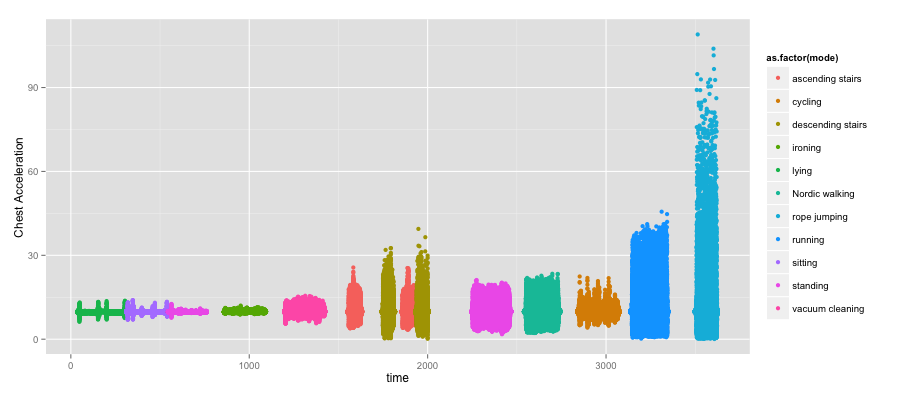 Chest Acceleration
90
60
30
0
0
1000
2000
3000
time
as.factor(mode)
ascending stairs
cycling
descending stairs
ironing
lying
Nordic walking
rope jumping
running
sitting
standing
vacuum cleaning